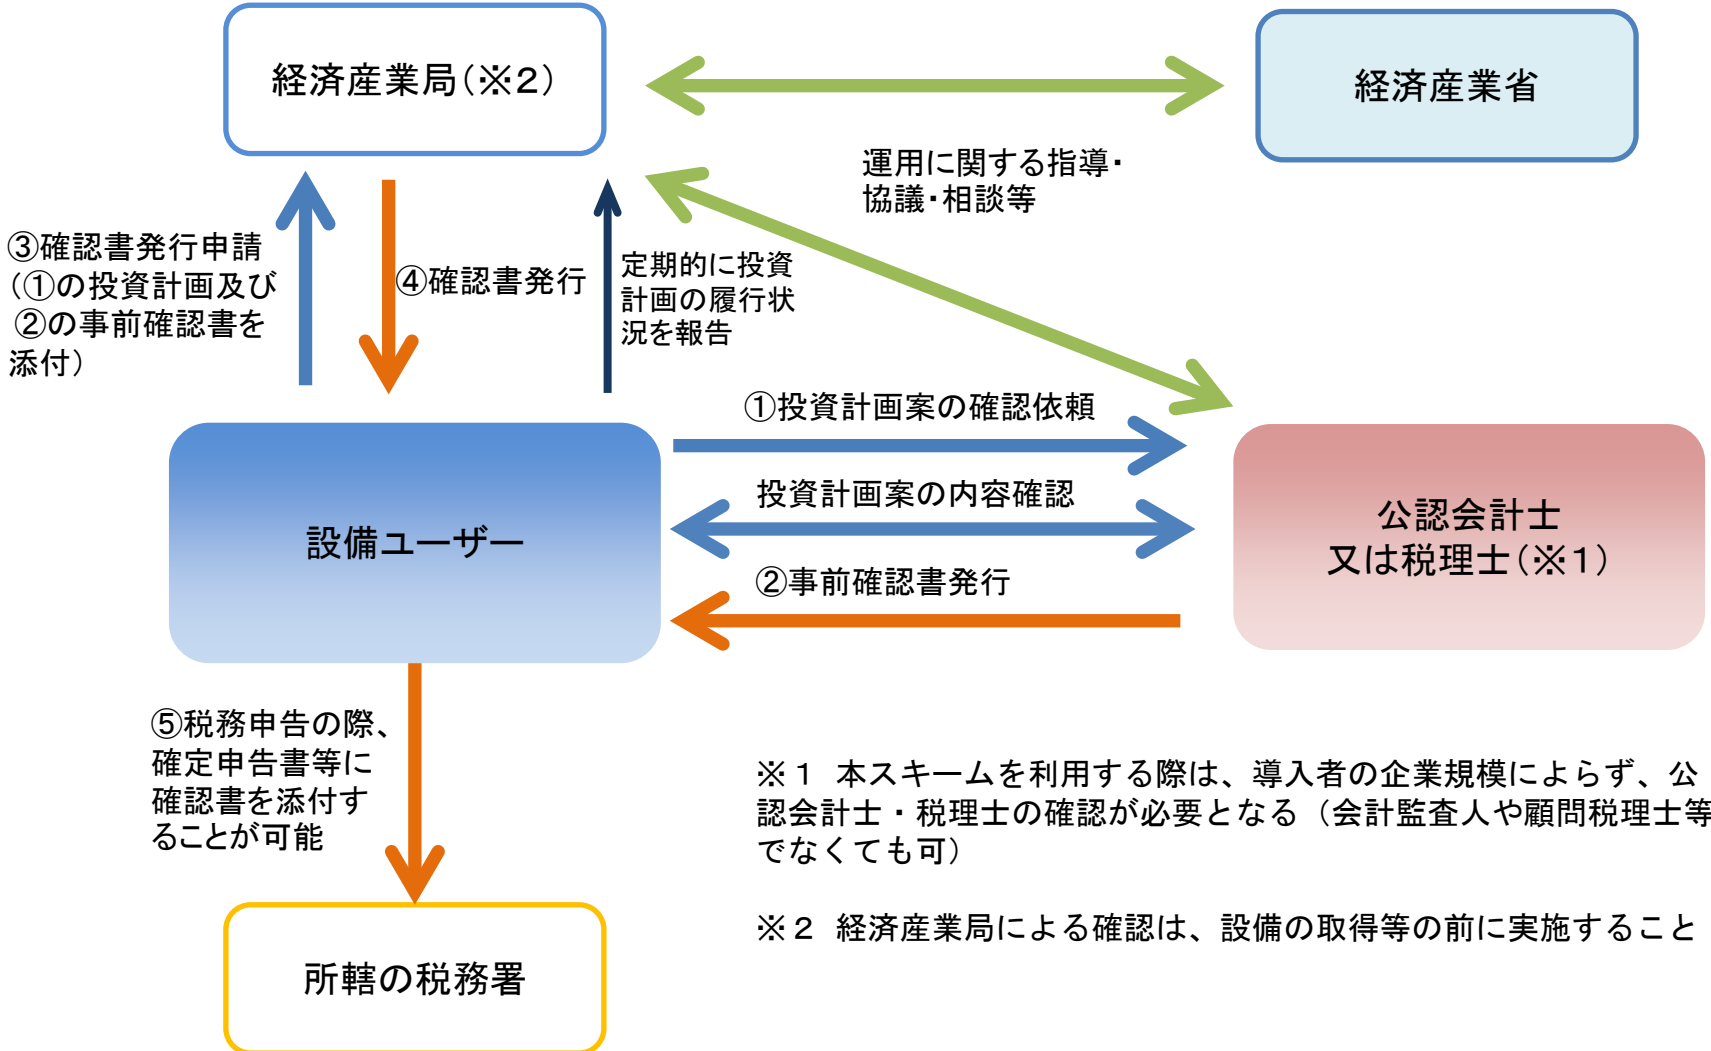 経済産業局（※２）
経済産業省
運用に関する指導・
協議・相談等
③確認書発行申請
（①の投資計画及び
②の事前確認書を
添付）
④確認書発行
定期的に投資
計画の履行状
況を報告
①投資計画案の確認依頼
投資計画案の内容確認
②事前確認書発行
設備ユーザー
公認会計士
又は税理士（※１）
⑤税務申告の際、
確定申告書等に
確認書を添付す
ることが可能
※１ 本スキームを利用する際は、導入者の企業規模によらず、公
認会計士・税理士の確認が必要となる（会計監査人や顧問税理士等
でなくても可）
※２ 経済産業局による確認は、設備の取得等の前に実施すること
所轄の税務署